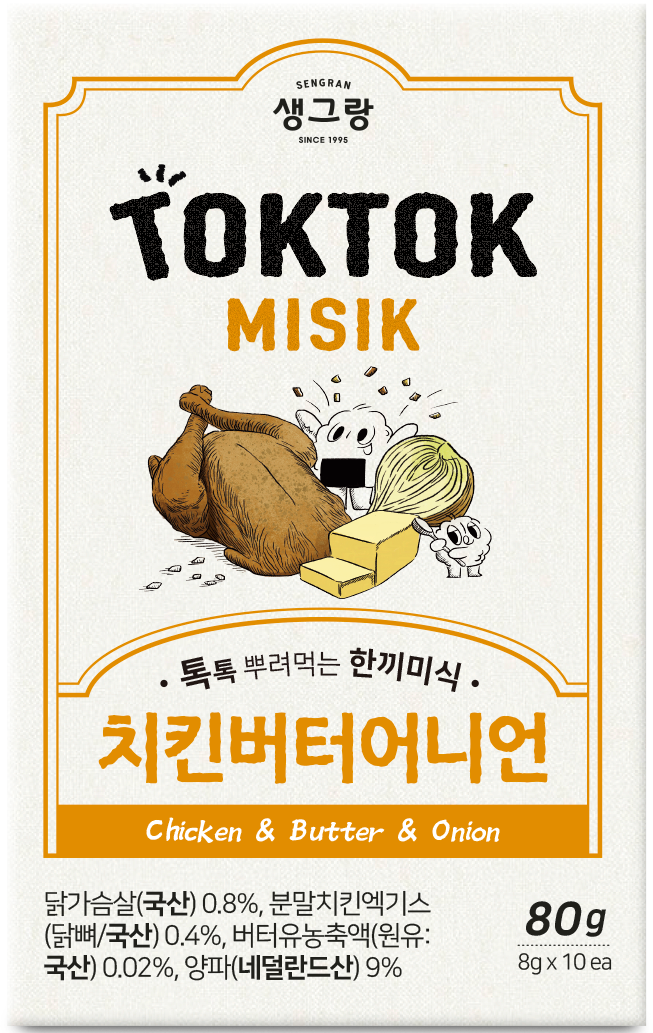 SENGRAN
생그랑
SINCE 1995
TOKTOK
MISIK
· 톡톡 뿌려먹는 한끼미식 ·
치킨버터어니언
Chicken & Butter & Onion
닭가슴살(국산) 0.8%, 분말치킨엑기스
(닭뼈/국산) 0.4%, 버터유농축액(원유:
국산) 0.02%, 양파(네덜란드산) 9%
80g
8g x 10 ea